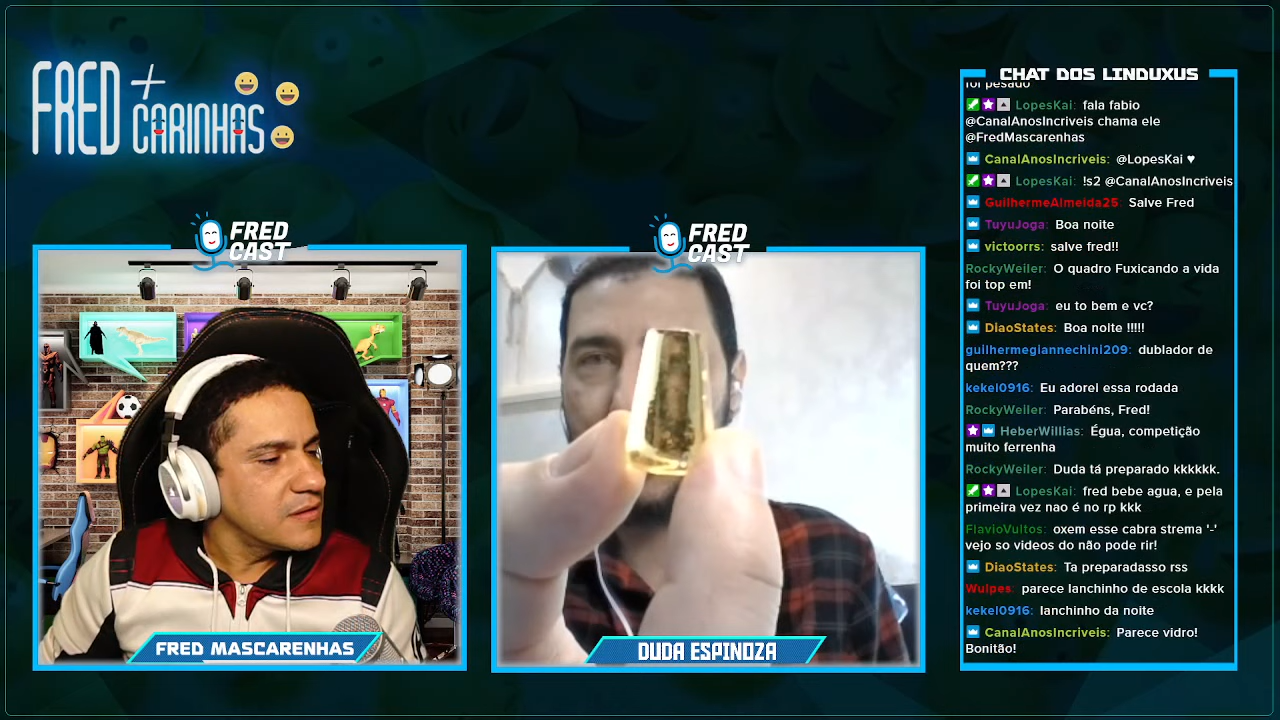 FRED +
CARINHAS
FRED
CAST
FRED
CAST
FRED MASCARENHAS
DUDA ESPINOZA
CHAT DOS LINDUXUS
foi pesado
LopesKai: fala fabio
@CanalAnosIncriveis chama ele
@FredMascarenhas
CanalAnosIncriveis: @LopesKai ♥
LopesKai: !s2 @CanalAnosIncriveis
GuilhermeAlmeida25: Salve Fred
TuyuJoga: Boa noite
victoorrs: salve fred!!
RockyWeiler: O quadro Fuxicando a vida
foi top em!
TuyuJoga: eu to bem e vc?
DiaoStates: Boa noite !!!!!
guilhermegiannechini209: dublador de
quem???
kekel0916: Eu adorei essa rodada
RockyWeiler: Parabéns, Fred!
HeberWillias: Égua, competição
muito ferrenha
RockyWeiler: Duda tá preparado kkkkkk.
LopesKai: fred bebe agua, e pela
primeira vez nao é no rp kkk
FlavioVultos: oxem esse cabra strema '-'
vejo so videos do não pode rir!
DiaoStates: Ta preparadasso rss
Wulpes: parece lanchinho de escola kkkk
kekel0916: lanchinho da noite
CanalAnosIncriveis: Parece vidro!
Bonitão!